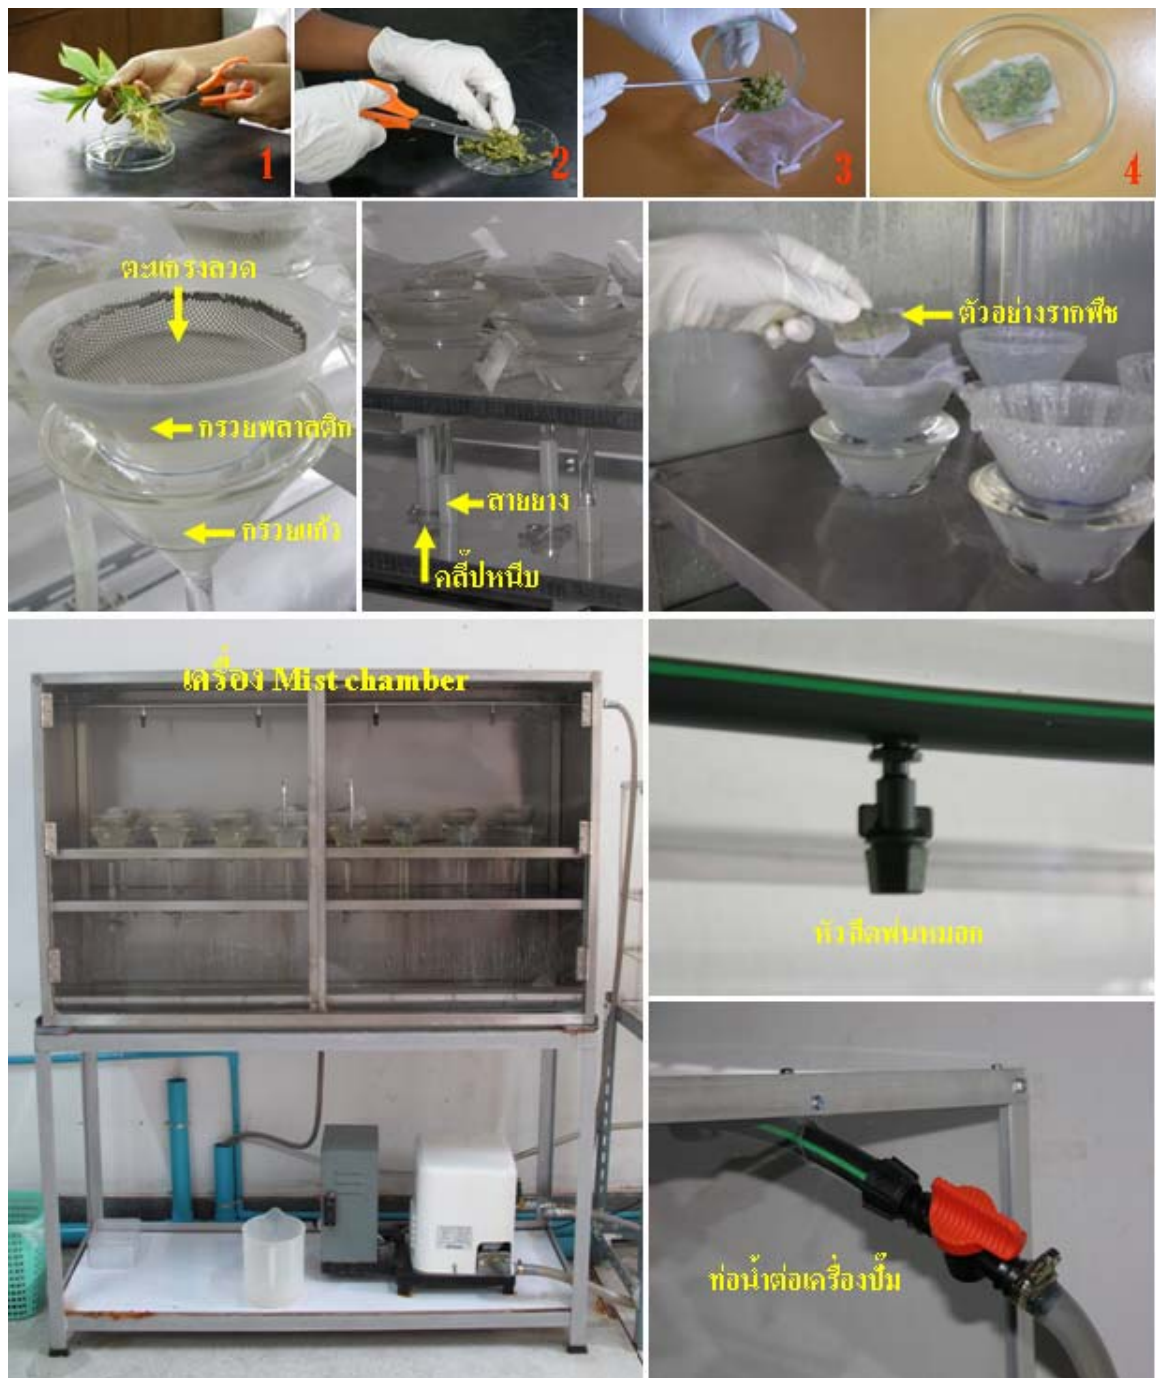 1
2
3
4
ตะแกรงลวด
กรวยพลาสติก
กรวยแก้ว
สายยาง
คลี๊ปหนีบ
ตัวอย่างรากพืช
เครื่อง Mist chamber
หัวฉีดพ่นหมอก
ท่อน้ำต่อเครื่องปั๊ม